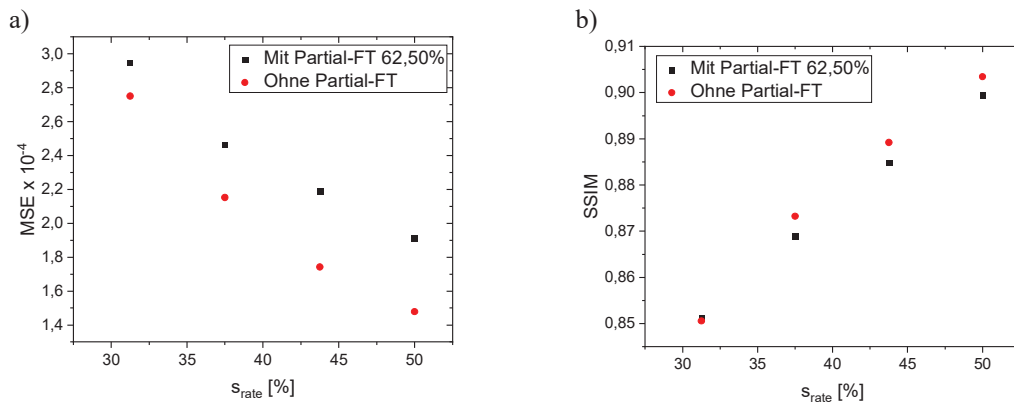 a)
3,0
2,8
2,6
2,4
2,2
2,0
1,8
1,6
1,4
MSE x 10⁻⁴
Mit Partial-FT 62,50%
Ohne Partial-FT
30 35 40 45 50
s_rate [%]
b)
0,91
0,90
0,89
0,88
0,87
0,86
0,85
SSIM
Mit Partial-FT 62,50%
Ohne Partial-FT
30 35 40 45 50
s_rate [%]